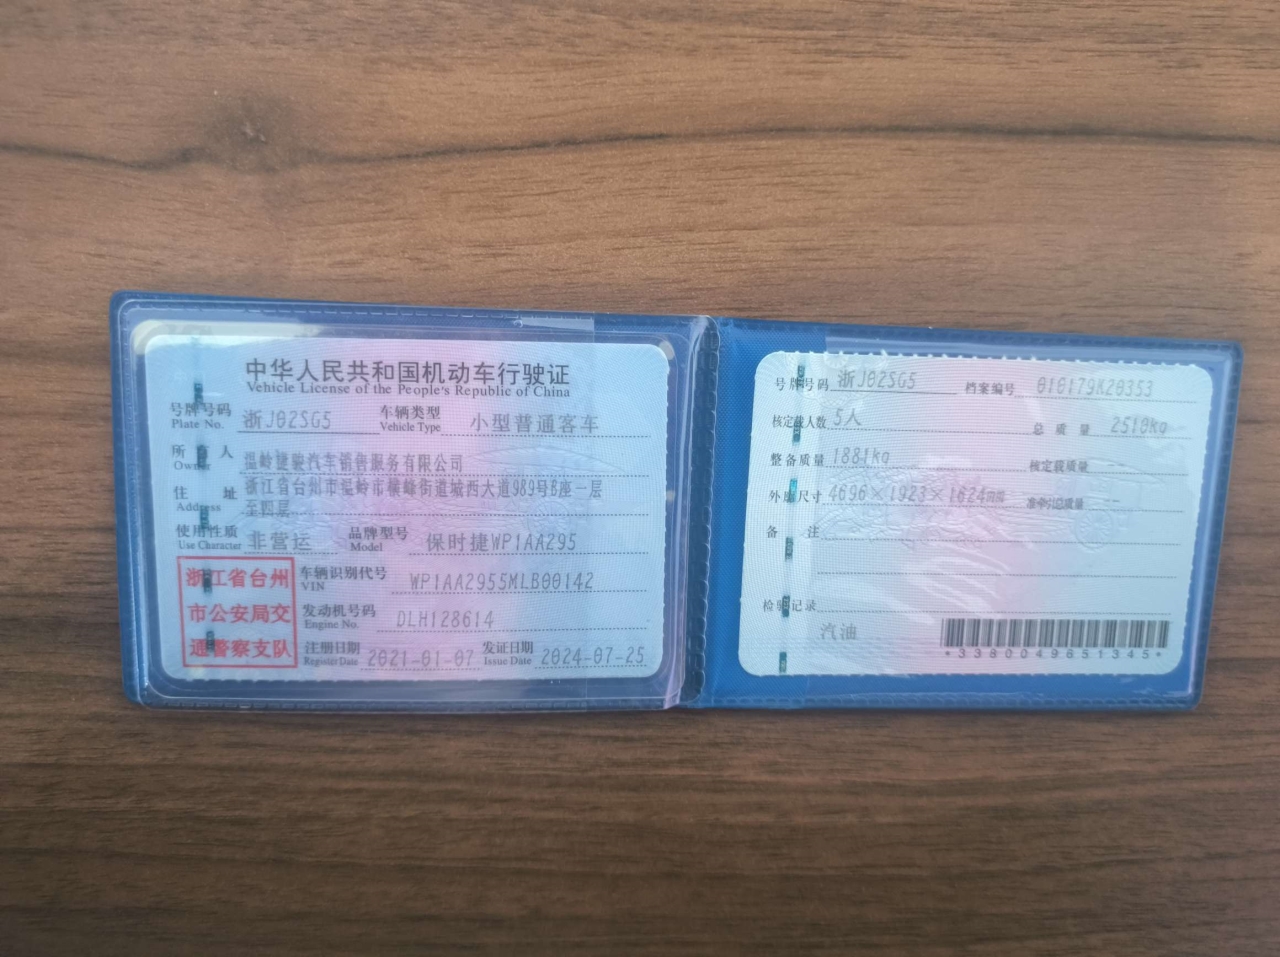 中华人民共和国机动车行驶证
Vehicle License of the People's Republic of China
号牌号码 浙J02SG5 车辆类型 小型普通客车
Plate No. Vehicle Type
所有人 温岭捷骏汽车销售服务有限公司
Owner
住 址 浙江省台州市温岭市横峰街道城西大道989号B座一层
Address 至四层
使用性质 非营运 品牌型号 保时捷WP1AA295
Use Character Model
浙江省台州
市公安局交
通警察支队
车辆识别代号 WP1AA2955MLB00142
VIN
发动机号码 DLH128614
Engine No.
注册日期 2021-01-07 发证日期 2024-07-25
Register Date Issue Date
号牌号码 浙J02SG5 档案编号 010179K20353
核定载人数 5人 总质量 2510kg
整备质量 1881kg 核定载质量 --
外廓尺寸 4696×1923×1624mm 准牵引总质量 --
备 注
检验记录
汽油
*3380049651345*